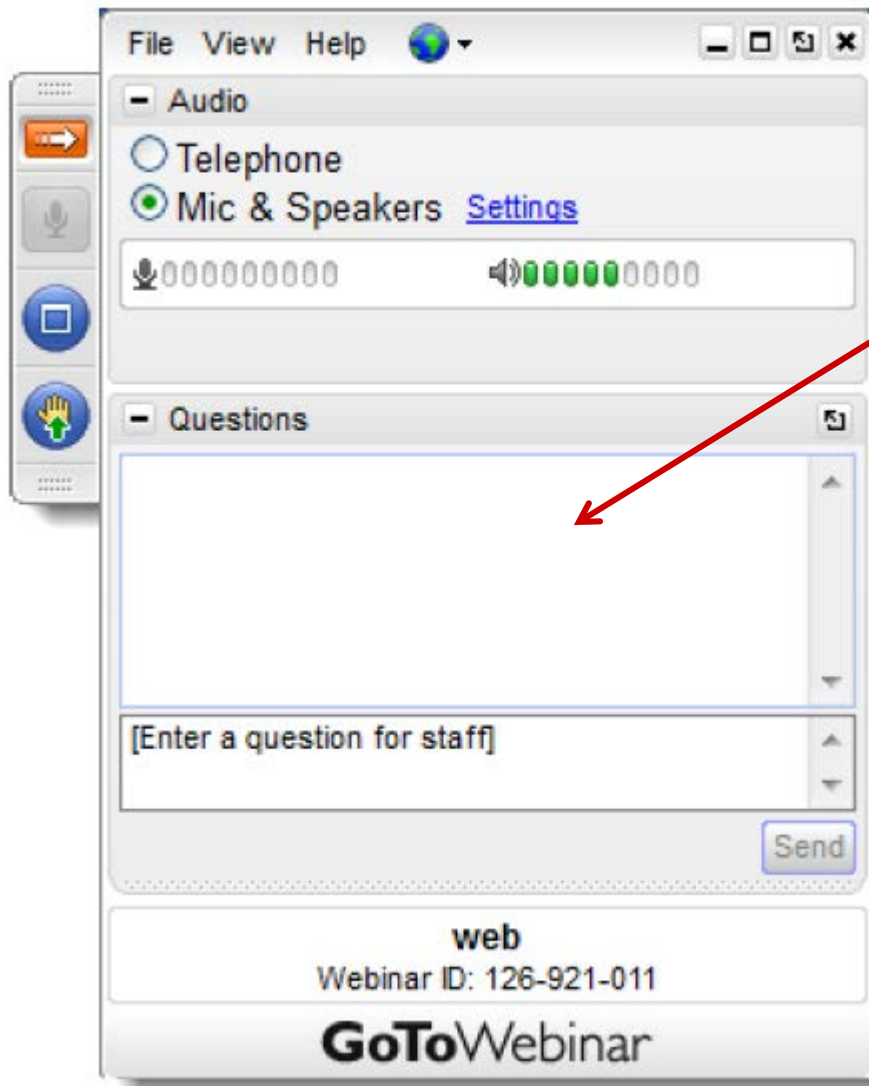 File View Help
Audio
Telephone
Mic & Speakers Settings
Questions
[Enter a question for staff]
Send
web
Webinar ID: 126-921-011
GoToWebinar